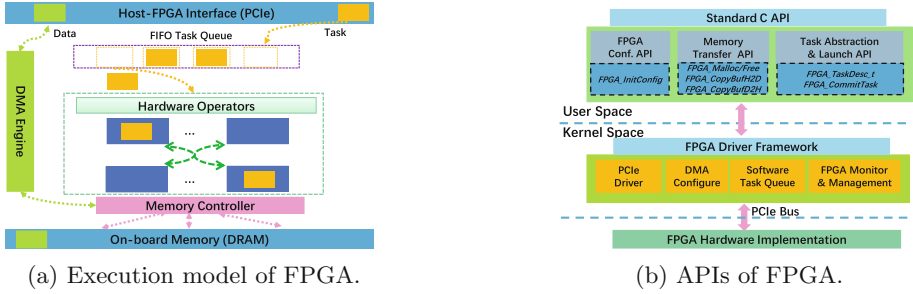 Host-FPGA Interface (PCIe)
Data
FIFO Task Queue
Task
DMA Engine
Hardware Operators
...
...
Memory Controller
On-board Memory (DRAM)
(a) Execution model of FPGA.
Standard C API
FPGA
Conf. API
FPGA_InitConfig
Memory
Transfer API
FPGA_Malloc/Free
FPGA_CopyBufH2D
FPGA_CopyBufD2H
Task Abstraction
& Launch API
FPGA_TaskDesc_t
FPGA_CommitTask
User Space
Kernel Space
FPGA Driver Framework
PCIe
Driver
DMA
Configure
Software
Task Queue
FPGA Monitor
& Management
PCIe Bus
FPGA Hardware Implementation
(b) APIs of FPGA.